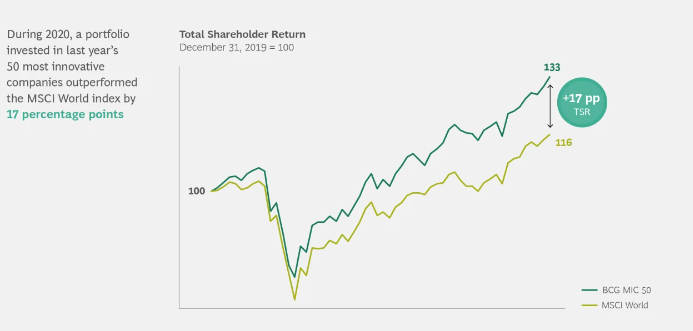 During 2020, a portfolio
invested in last year's
50 most innovative
companies outperformed
the MSCI World index by
17 percentage points
Total Shareholder Return
December 31, 2019 = 100
133
+17 pp
TSR
116
100
BCG MIC 50
MSCI World